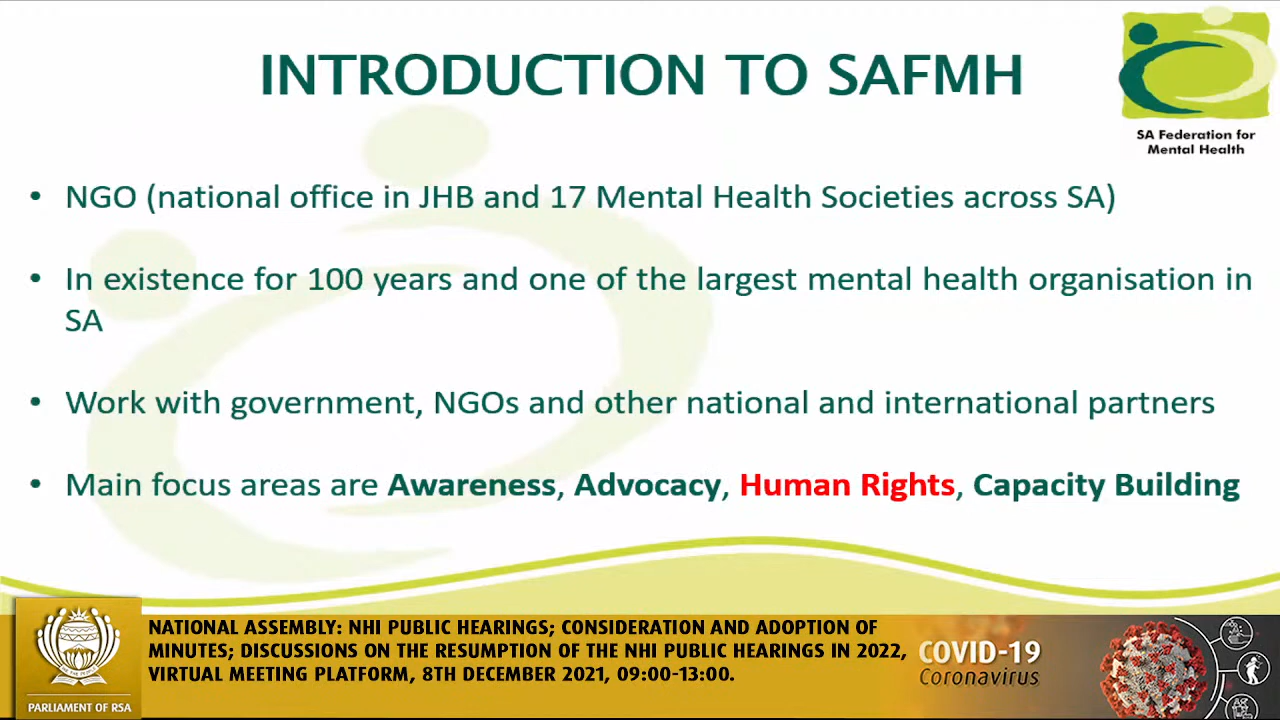 INTRODUCTION TO SAFMH
SA Federation for
Mental Health
• NGO (national office in JHB and 17 Mental Health Societies across SA)
• In existence for 100 years and one of the largest mental health organisation in
SA
• Work with government, NGOs and other national and international partners
• Main focus areas are Awareness, Advocacy, Human Rights, Capacity Building
NATIONAL ASSEMBLY: NHI PUBLIC HEARINGS; CONSIDERATION AND ADOPTION OF
MINUTES; DISCUSSIONS ON THE RESUMPTION OF THE NHI PUBLIC HEARINGS IN 2022,
VIRTUAL MEETING PLATFORM, 8TH DECEMBER 2021, 09:00-13:00.
PARLIAMENT OF RSA
COVID-19
Coronavirus